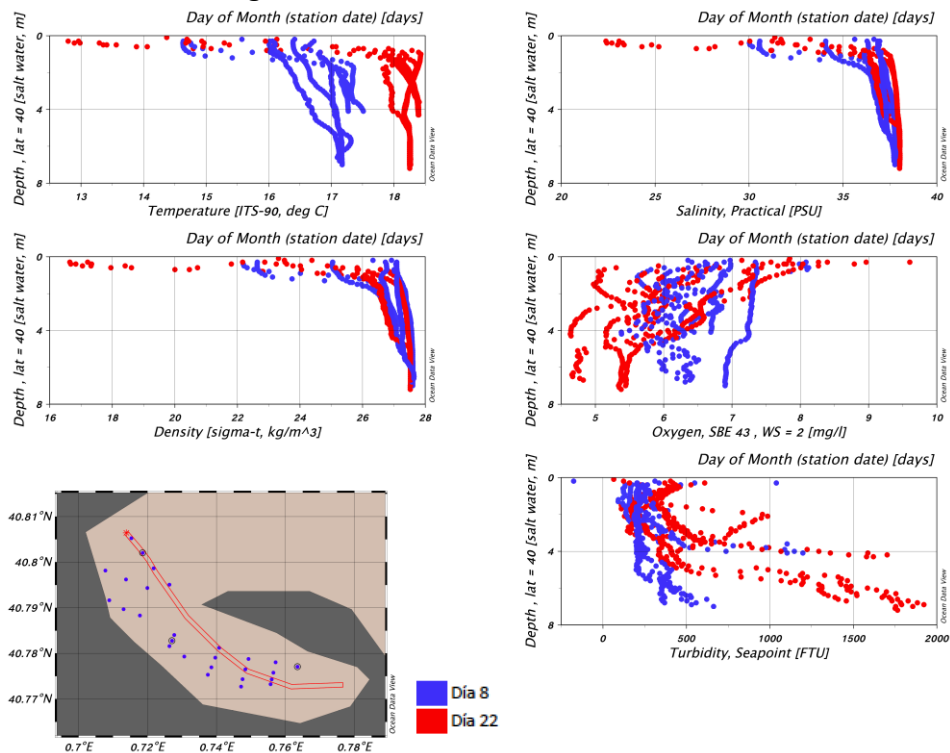 Day of Month (station date) [days]
Depth , lat = 40 [salt water, m]
0
4
8
13
14
15
16
17
18
Temperature [ITS-90, deg C]
Ocean Data View
Day of Month (station date) [days]
Depth , lat = 40 [salt water, m]
0
4
8
20
25
30
35
40
Salinity, Practical [PSU]
Ocean Data View
Day of Month (station date) [days]
Depth , lat = 40 [salt water, m]
0
4
8
16
18
20
22
24
26
28
Density [sigma-t, kg/m^3]
Ocean Data View
Day of Month (station date) [days]
Depth , lat = 40 [salt water, m]
0
4
8
5
6
7
8
9
10
Oxygen, SBE 43 , WS = 2 [mg/l]
Ocean Data View
Day of Month (station date) [days]
Depth , lat = 40 [salt water, m]
0
4
8
0
500
1000
1500
2000
Turbidity, Seapoint [FTU]
Ocean Data View
40.81°N
40.8°N
40.79°N
40.78°N
40.77°N
0.7°E
0.72°E
0.74°E
0.76°E
0.78°E
Ocean Data View
Día 8
Día 22